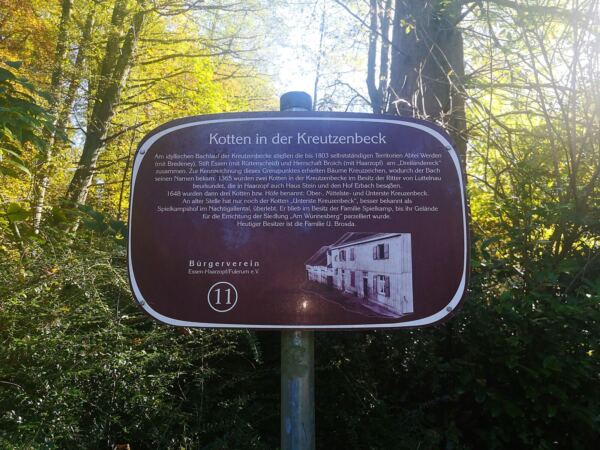 Kotten in der Kreutzenbeck
Am idyllischen Bachlauf der Kreutzenbecke stießen die bis 1803 selbstständigen Territorien Abtei Werden
(mit Bredeney), Stift Essen (mit Rüttenscheid) und Herrschaft Broich (mit Haarzopf) am „Dreiländereck"
zusammen. Zur Kennzeichnung dieses Grenzpunktes erhielten Bäume Kreuzzeichen, wodurch der Bach
seinen Namen bekam. 1365 wurden zwei Kotten in der Kreutzenbeck im Besitz der Ritter von Luttelnau
beurkundet, die in Haarzopf auch Haus Stein und den Hof Erbach besaßen.
1648 wurden dann drei Kotten bzw. Höfe benannt: Ober-, Mittelste- und Unterste Kreuzenbeck.
An alter Stelle hat nur noch der Kotten „Unterste Kreuzenbeck", besser bekannt als
Spielkampshof im Nachtigallental, überlebt. Er blieb im Besitz der Familie Spielkamp, bis ihr Gelände
für die Errichtung der Siedlung „Am Wünnesberg" parzelliert wurde.
Heutiger Besitzer ist die Familie U. Brosda.
Bürgerverein
Essen-Haarzopf/Fulerum e.V.
11